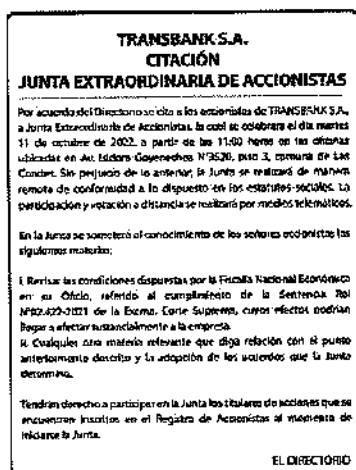 TRANSBANK S.A.
CITACIÓN
JUNTA EXTRAORDINARIA DE ACCIONISTAS
Por acuerdo del Directorio se cita a los accionistas de TRANSBANK S.A.,
a Junta Extraordinaria de Accionistas, la cual se celebrará el día martes
11 de octubre de 2022, a partir de las 11:00 horas en las oficinas
ubicadas en Av. Isidora Goyenechea N°3520, piso 3, comuna de Las
Condes. Sin perjuicio de lo anterior, la Junta se realizará de manera
remota de conformidad a lo dispuesto en los estatutos sociales. La
participación y votación a distancia se realizará por medios telemáticos.
En la Junta se someterá al conocimiento de los señores accionistas las
siguientes materias:
I. Revisar las condiciones dispuestas por la Fiscalía Nacional Económica
en su Oficio, referido al cumplimiento de la Sentencia Rol
N°82.422-2021 de la Excma. Corte Suprema, cuyos efectos podrían
llegar a afectar sustancialmente a la empresa.
II. Cualquier otra materia relevante que diga relación con el punto
anteriormente descrito y la adopción de los acuerdos que la Junta
determine.
Tendrán derecho a participar en la Junta los titulares de acciones que se
encuentren inscritos en el Registro de Accionistas al momento de
iniciarse la Junta.
EL DIRECTORIO